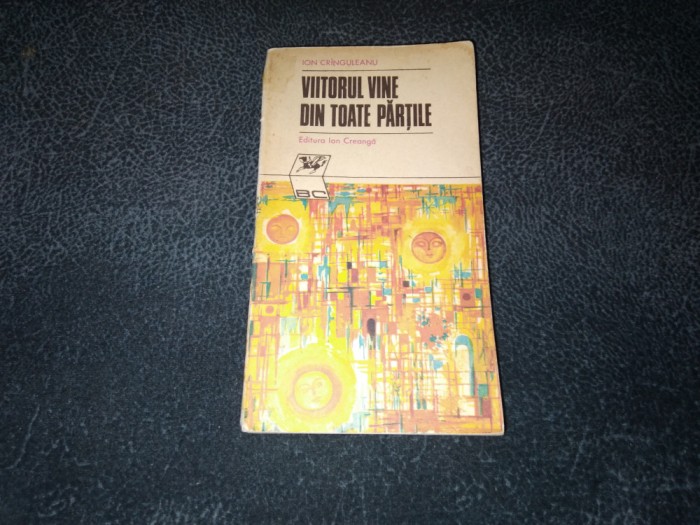 ION CRÎNGULEANU
VIITORUL VINE
DIN TOATE PĂRȚILE
Editura Ion Creangă
BC